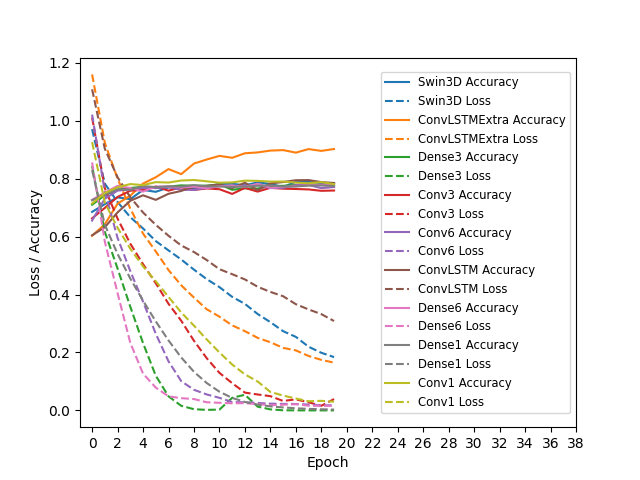 1.2
1.0
0.8
0.6
0.4
0.2
0.0
Loss / Accuracy
Swin3D Accuracy
Swin3D Loss
ConvLSTMExtra Accuracy
ConvLSTMExtra Loss
Dense3 Accuracy
Dense3 Loss
Conv3 Accuracy
Conv3 Loss
Conv6 Accuracy
Conv6 Loss
ConvLSTM Accuracy
ConvLSTM Loss
Dense6 Accuracy
Dense6 Loss
Dense1 Accuracy
Dense1 Loss
Conv1 Accuracy
Conv1 Loss
0 2 4 6 8 10 12 14 16 18 20 22 24 26 28 30 32 34 36 38
Epoch